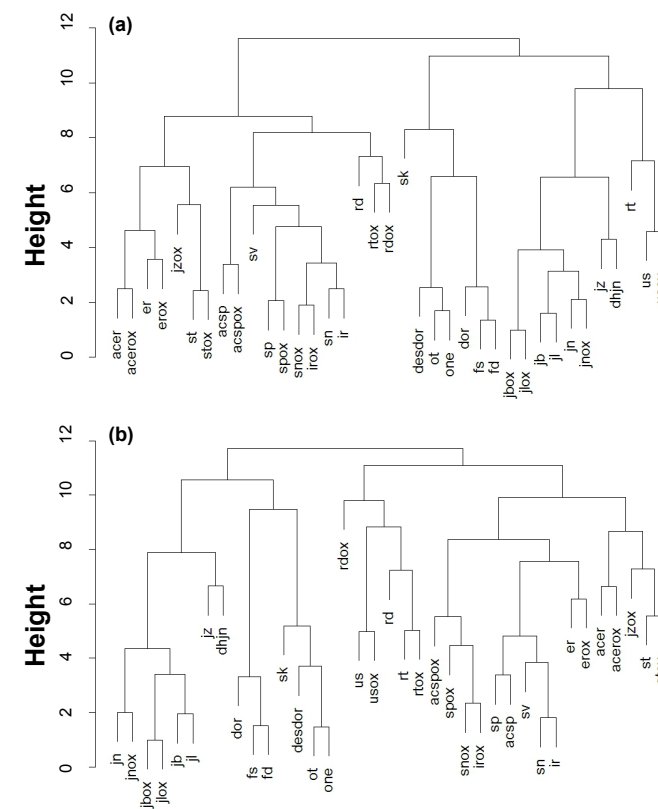 (a)
12
10
8
6
4
2
0
Height
acer
acerox
er
erox
jzox
st
stox
acsp
acspox
sv
sp
spox
snox
irox
sn
ir
rd
rtox
rdox
sk
desdor
ot
one
dor
fs
fd
jbox
jlox
jb
jl
jn
jnox
jz
dhjn
rt
us
(b)
12
10
8
6
4
2
0
Height
jn
jnox
jbox
jlox
jb
jl
jz
dhjn
dor
fs
fd
sk
desdor
ot
one
rdox
us
usox
rd
rt
rtox
acspox
spox
snox
irox
sp
acsp
sv
sn
ir
er
erox
acer
acerox
jzox
st